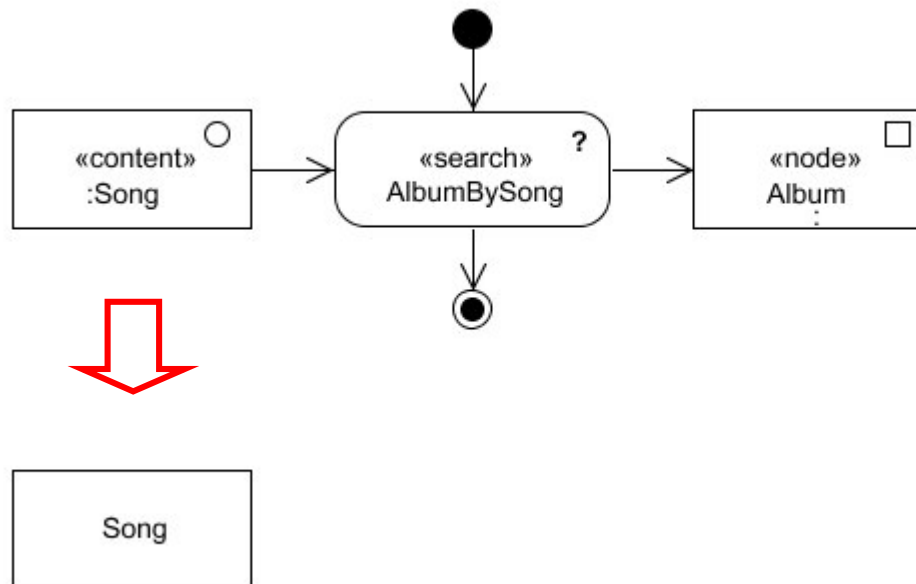 «content»
:Song
?
«search»
AlbumBySong
«node»
Album
:
Song